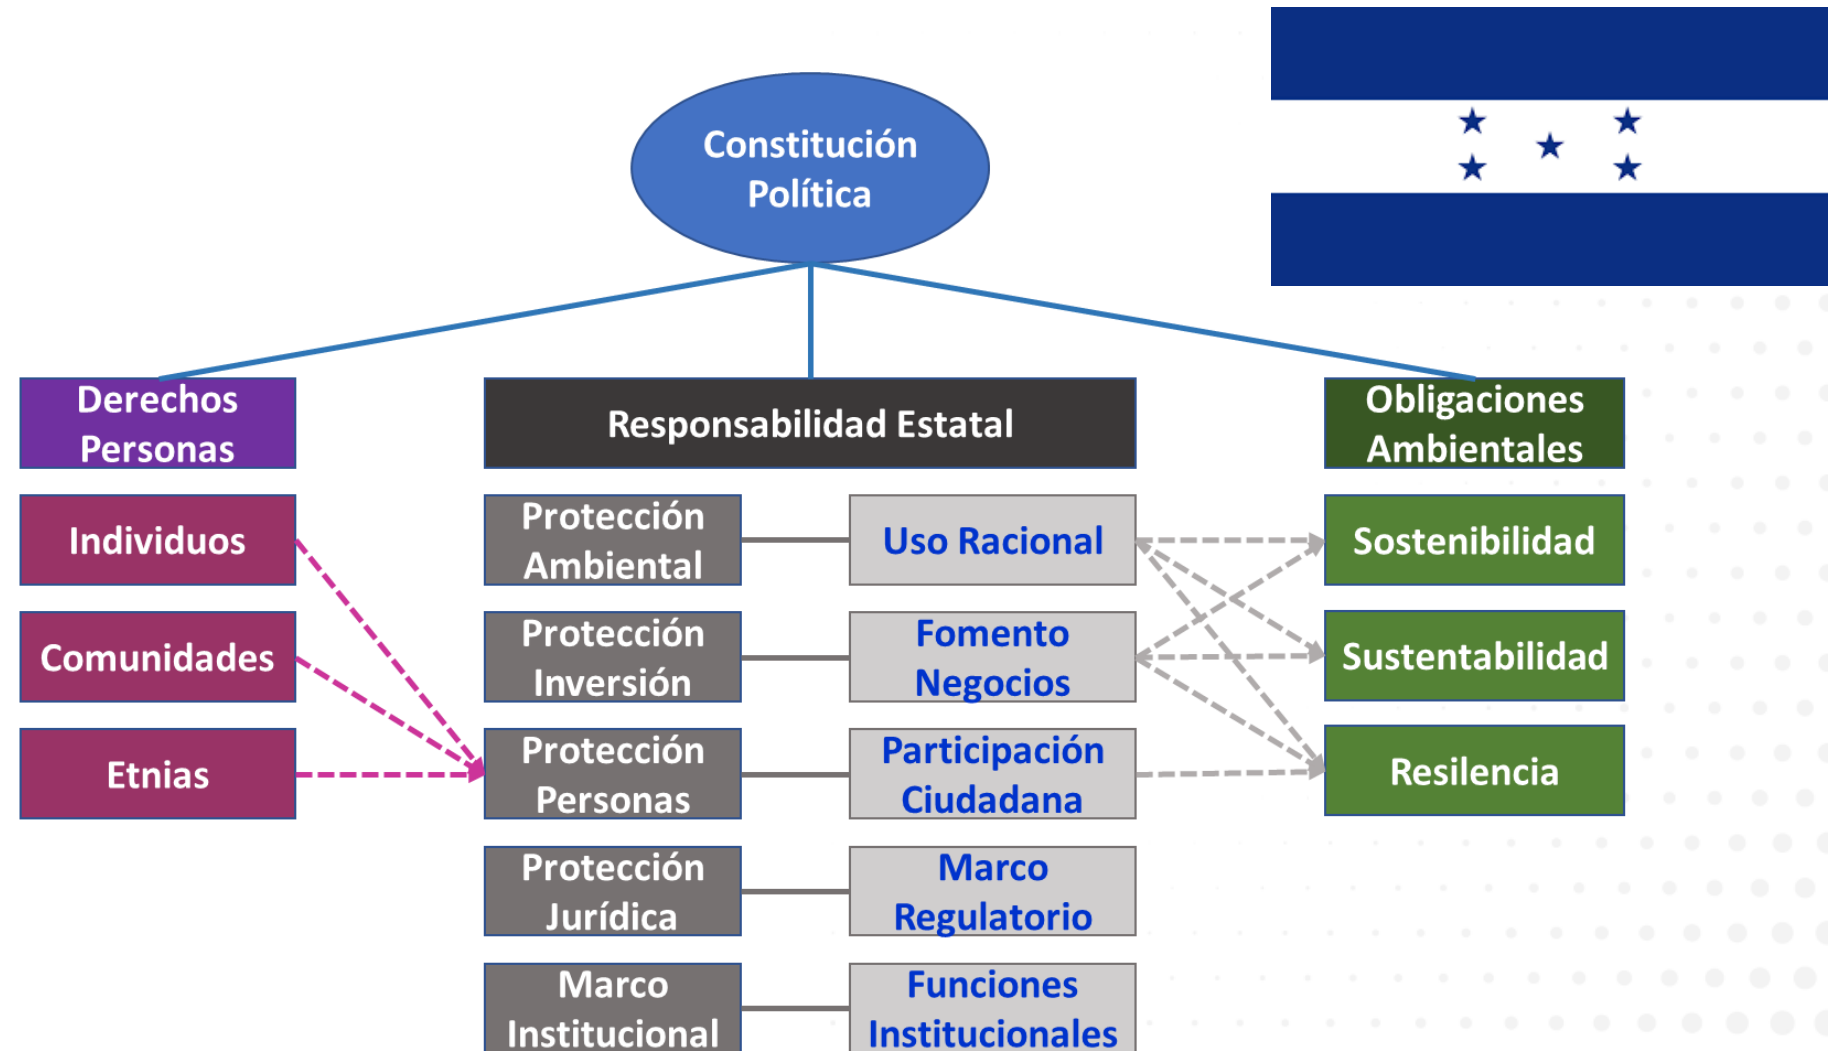 Constitución
Política
Derechos
Personas
Responsabilidad Estatal
Obligaciones
Ambientales
Individuos
Protección
Ambiental
Uso Racional
Sostenibilidad
Comunidades
Protección
Inversión
Fomento
Negocios
Sustentabilidad
Etnias
Protección
Personas
Participación
Ciudadana
Resilencia
Protección
Jurídica
Marco
Regulatorio
Marco
Institucional
Funciones
Institucionales